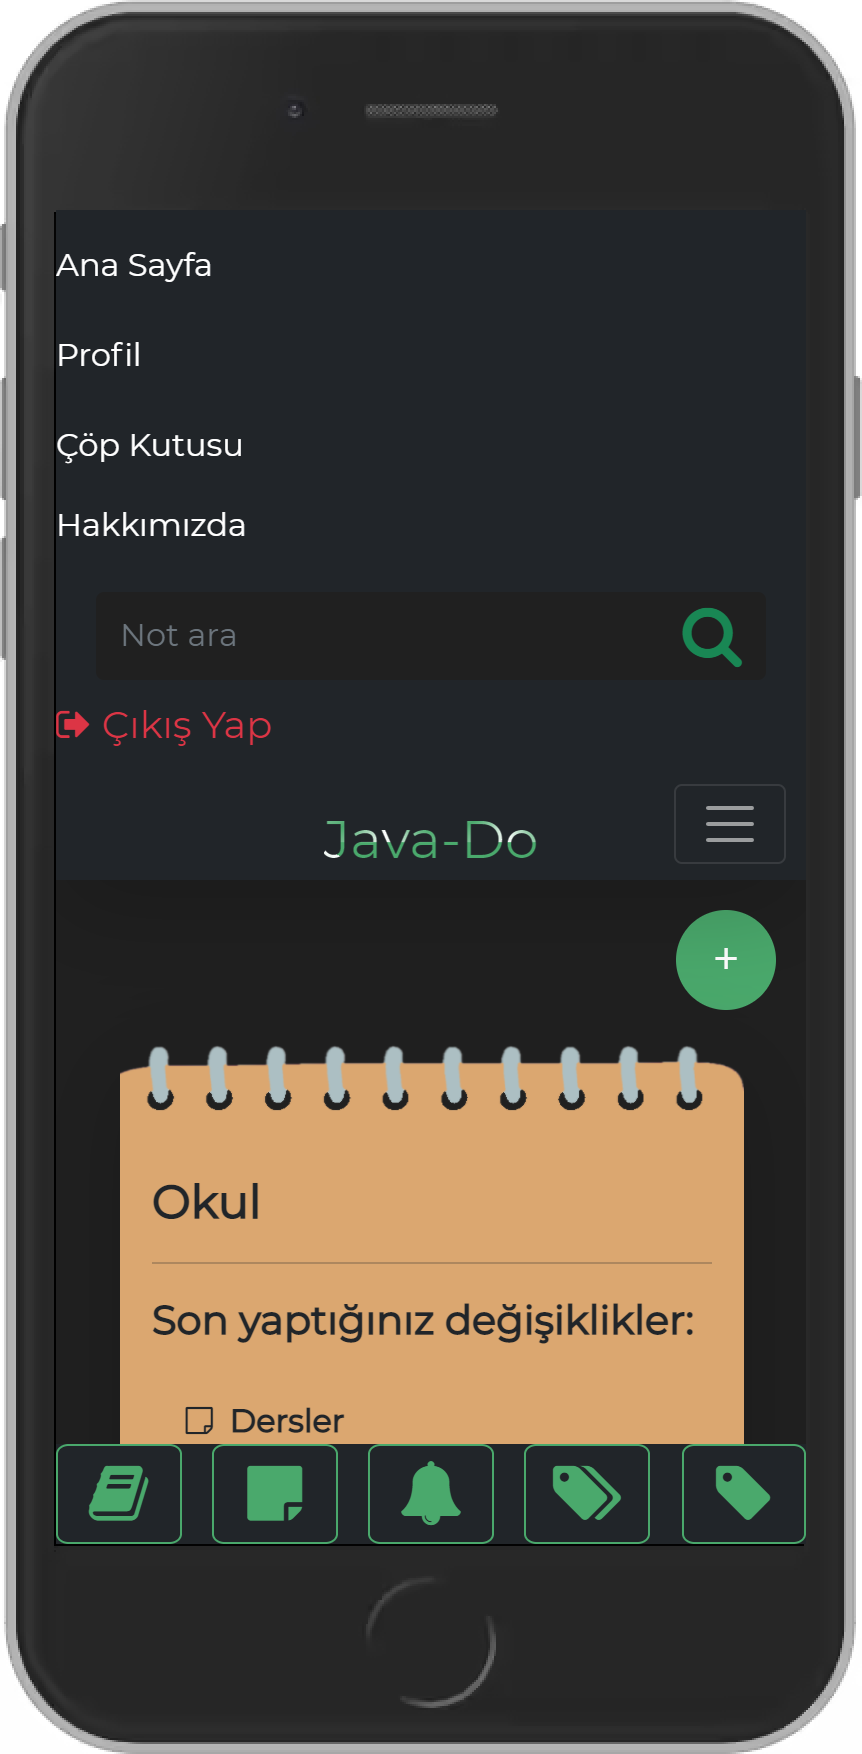 Ana Sayfa
Profil
Çöp Kutusu
Hakkımızda
Not ara
Çıkış Yap
Java-Do
+
Okul
Son yaptığınız değişiklikler:
Dersler